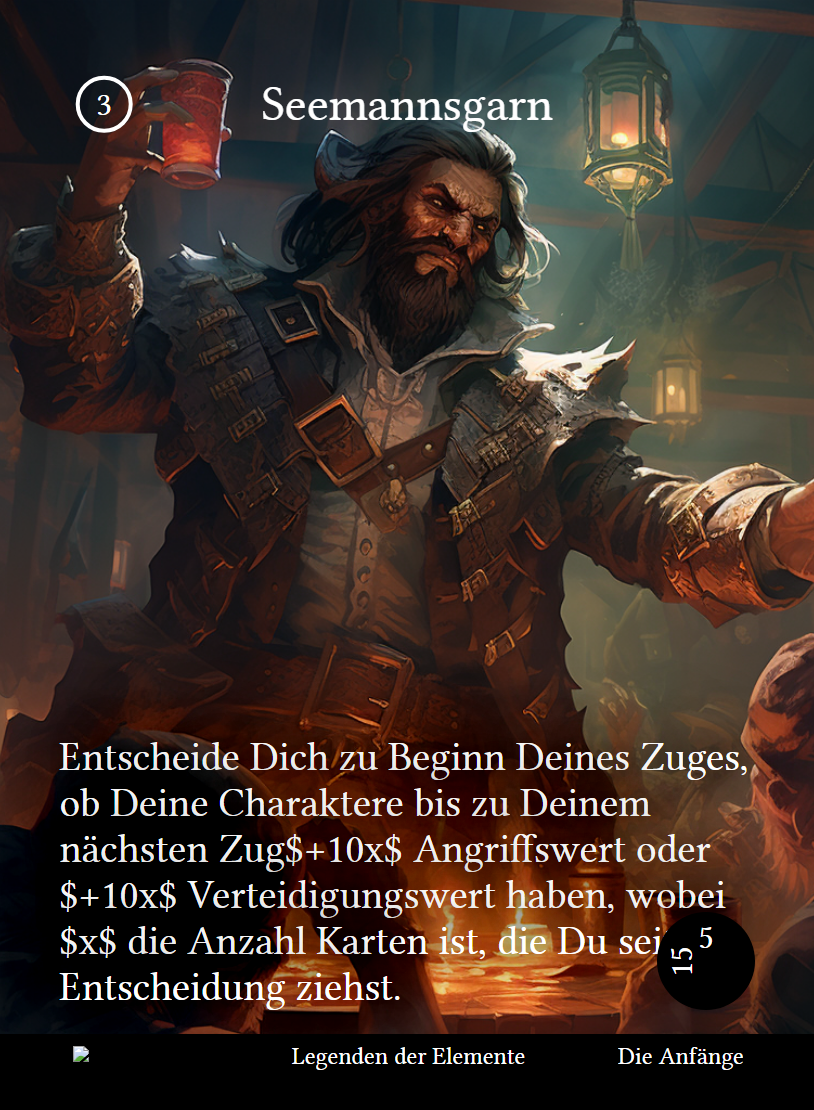 3
Seemannsgarn
Entscheide Dich zu Beginn Deines Zuges,
ob Deine Charaktere bis zu Deinem
nächsten Zug$+10x$ Angriffswert oder
$+10x$ Verteidigungswert haben, wobei
$x$ die Anzahl Karten ist, die Du
Entscheidung ziehst.
5
15
Legenden der Elemente
Die Anfänge